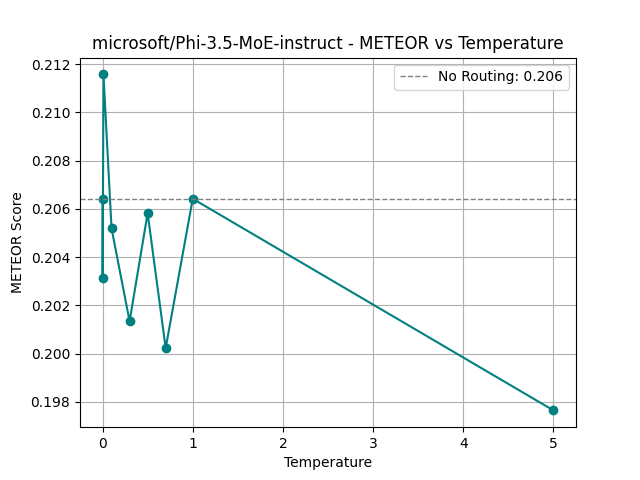 microsoft/Phi-3.5-MoE-instruct - METEOR vs Temperature
No Routing: 0.206
METEOR Score
0.212
0.210
0.208
0.206
0.204
0.202
0.200
0.198
0 1 2 3 4 5
Temperature